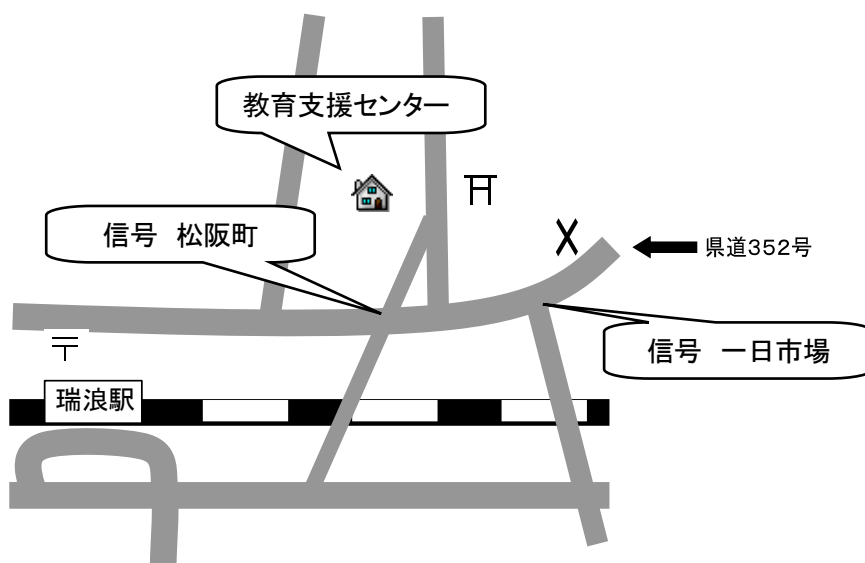 教育支援センター
信号　松阪町
県道352号
信号　一日市場
〒
瑞浪駅